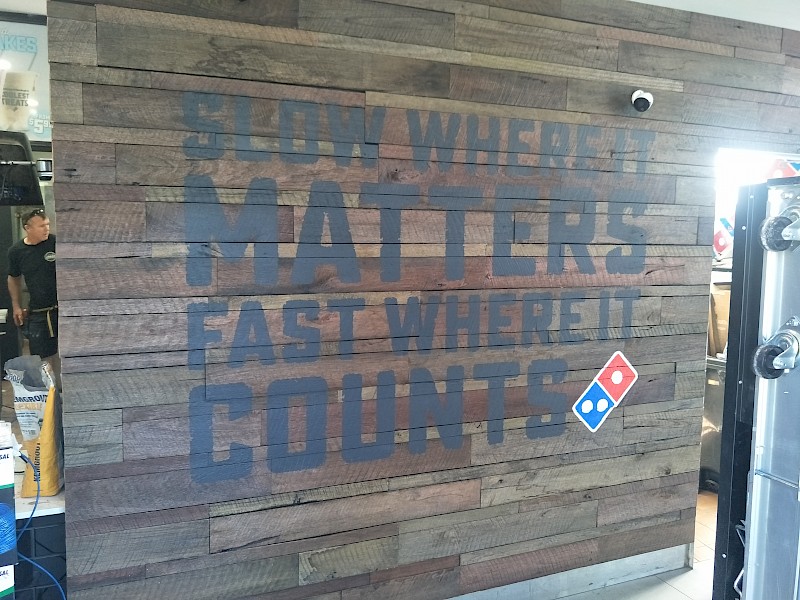 SLOW WHERE IT
MATTERS
FAST WHERE IT
COUNTS